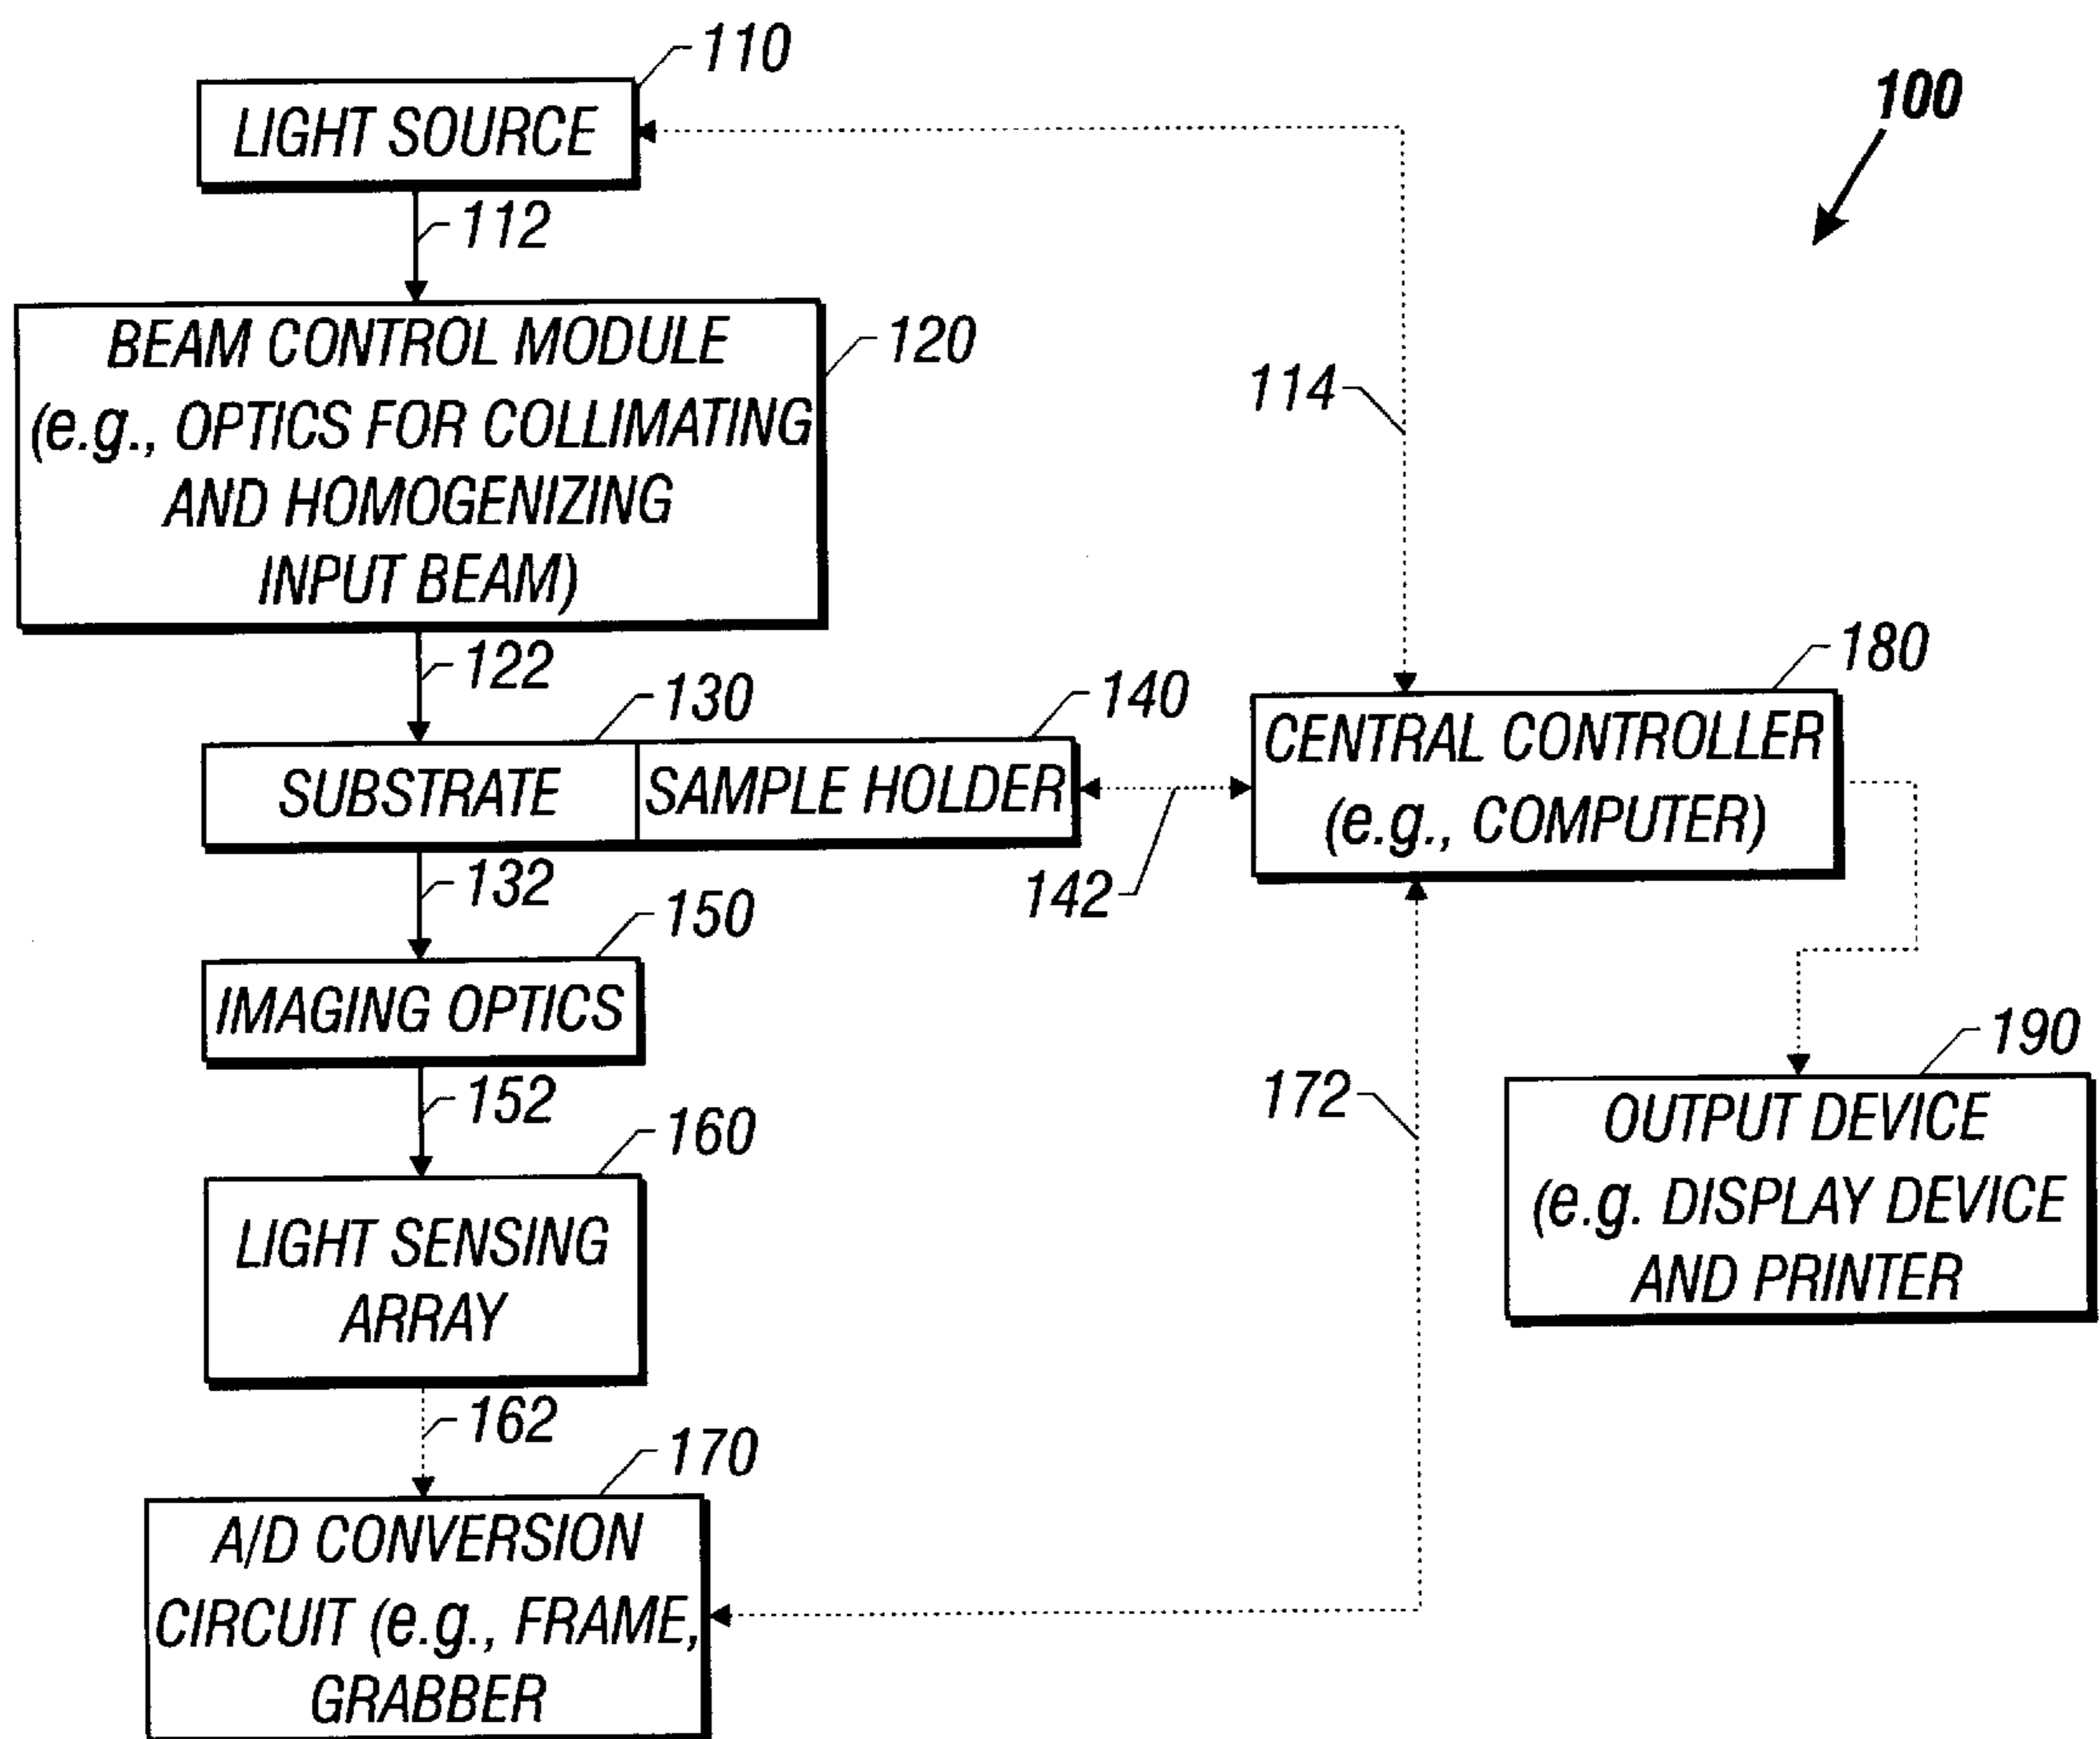 110
100
LIGHT SOURCE
112
BEAM CONTROL MODULE
(e.g., OPTICS FOR COLLIMATING
AND HOMOGENIZING
INPUT BEAM)
120
114
122
130
140
180
SUBSTRATE
SAMPLE HOLDER
CENTRAL CONTROLLER
(e.g., COMPUTER)
132
142
150
IMAGING OPTICS
190
152
172
160
OUTPUT DEVICE
(e.g. DISPLAY DEVICE
AND PRINTER
LIGHT SENSING
ARRAY
162
170
A/D CONVERSION
CIRCUIT (e.g., FRAME,
GRABBER